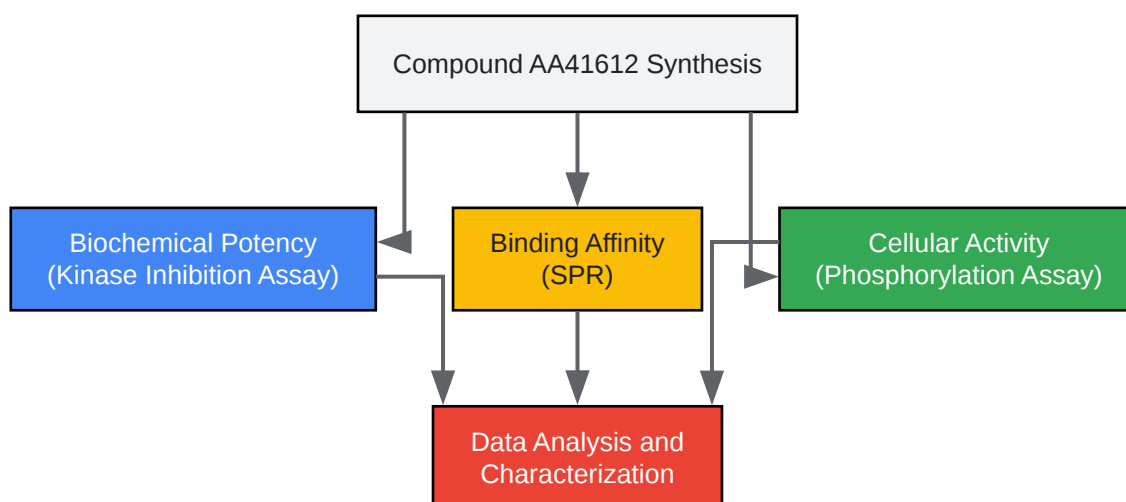 Compound AA41612 Synthesis
Biochemical Potency
(Kinase Inhibition Assay)
Binding Affinity
(SPR)
Cellular Activity
(Phosphorylation Assay)
Data Analysis and
Characterization